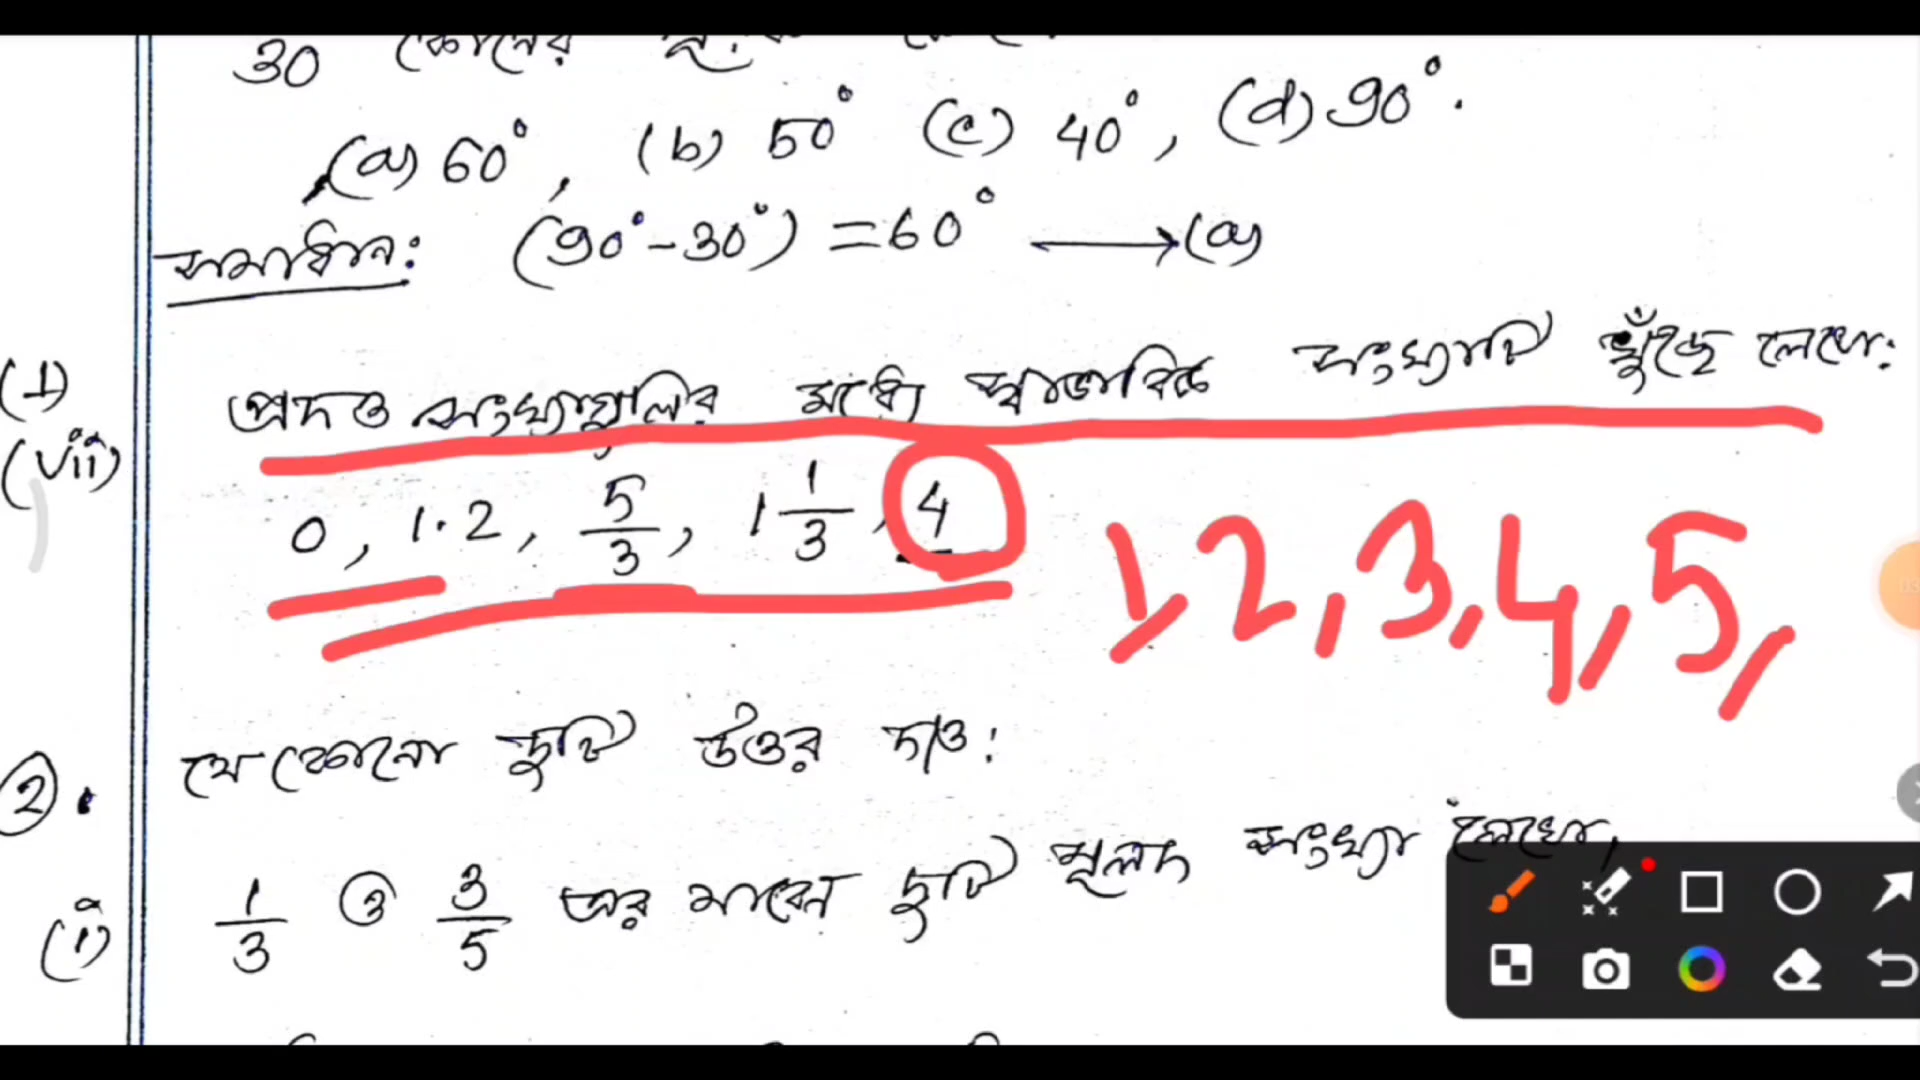 30 কোণের
(a) 60°, (b) 50° (c) 40°, (d) 90°.
সমাধান: (90° - 30°) = 60° ⟶ (a)
(1) (vii) প্রদত্ত সংখ্যাগুলির মধ্যে স্বাভাবিক সংখ্যাটি খুঁজে লেখো:
0, 1.2, 5/3, 1 1/3, 4
1, 2, 3, 4, 5,
2. যে কোনো দুটি উত্তর দাও:
(i) 1/3 ও 3/5 এর মাঝে দুটি মূলদ সংখ্যা লেখো,